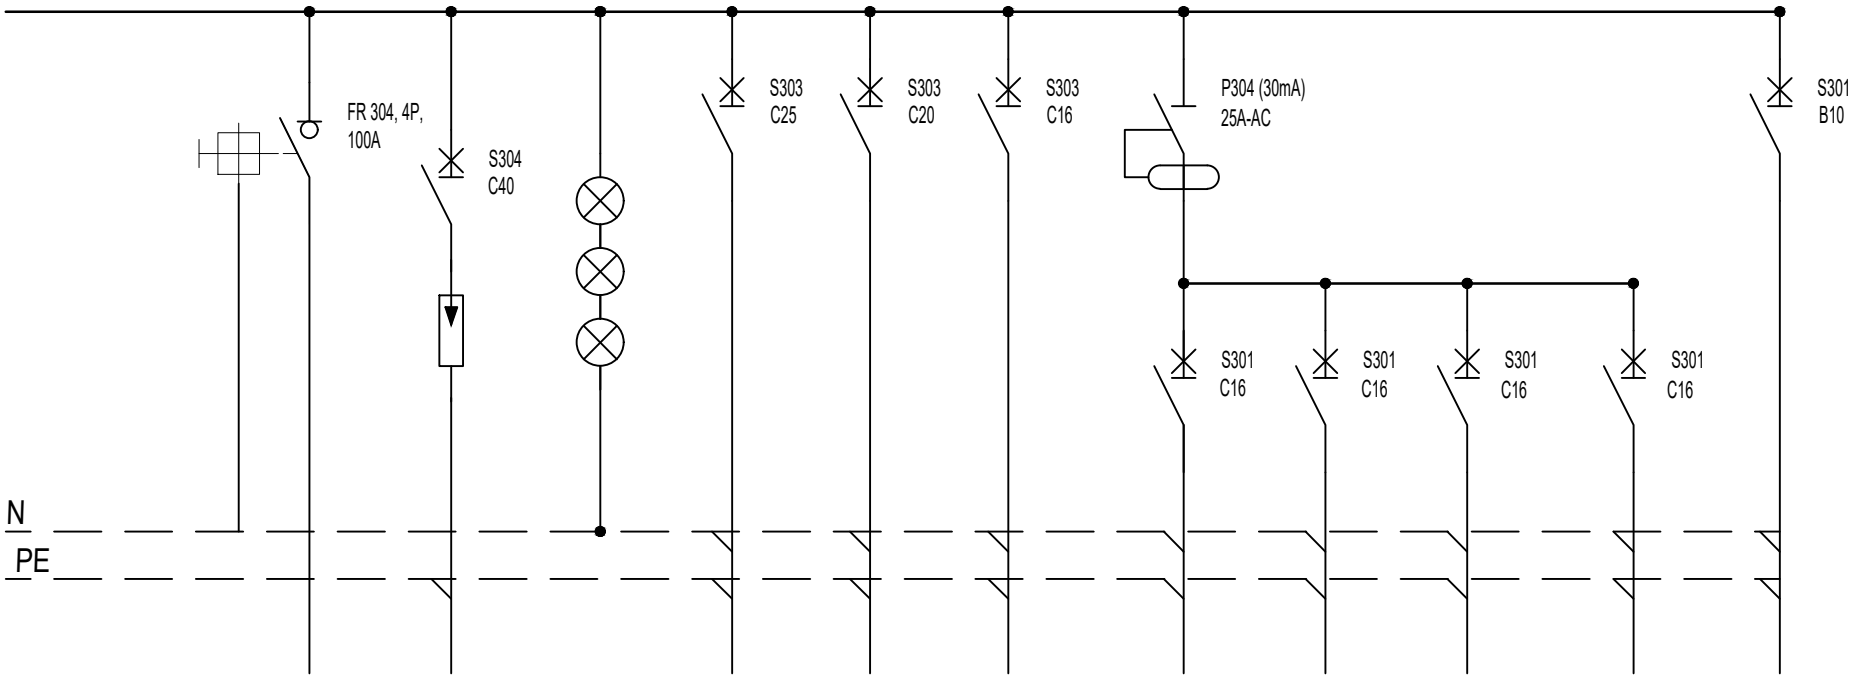 FR 304, 4P,
100A
S304
C40
S303
C25
S303
C20
S303
C16
P304 (30mA)
25A-AC
S301
B10
S301
C16
S301
C16
S301
C16
S301
C16
N
PE